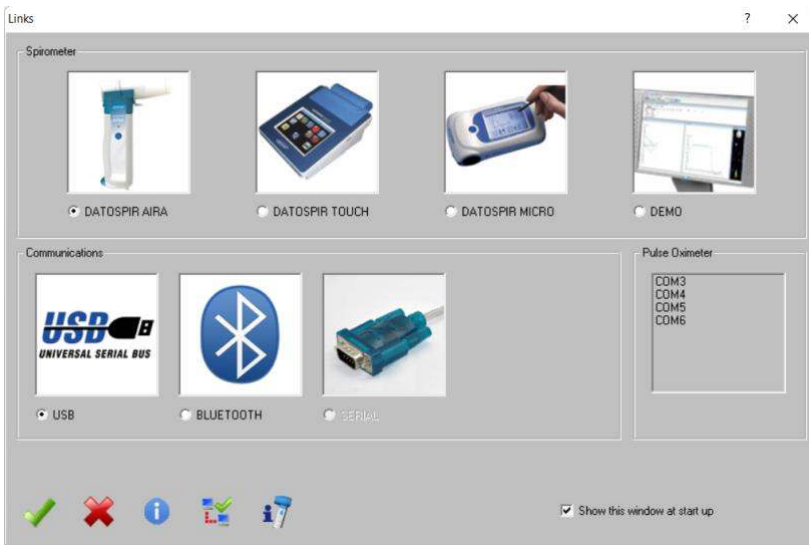 Links
Spirometer
DATOSPIR AIRA
DATOSPIR TOUCH
DATOSPIR MICRO
DEMO
Communications
USB
UNIVERSAL SERIAL BUS
USB
BLUETOOTH
SERIAL
Pulse Oximeter
COM3
COM4
COM5
COM6
Show this window at start up